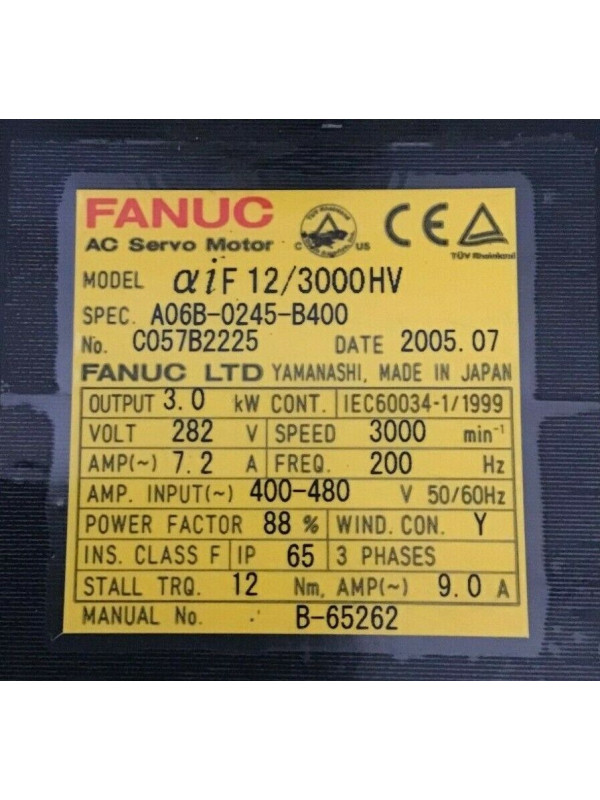 FANUC
AC Servo Motor
C US
TÜV Rheinland
MODEL αiF 12/3000HV
SPEC. A06B-0245-B400
No. C057B2225 DATE 2005.07
FANUC LTD YAMANASHI, MADE IN JAPAN
OUTPUT 3.0 kW CONT. IEC60034-1/1999
VOLT 282 V SPEED 3000 min⁻¹
AMP(~) 7.2 A FREQ. 200 Hz
AMP. INPUT(~) 400-480 V 50/60Hz
POWER FACTOR 88 % WIND. CON. Y
INS. CLASS F IP 65 3 PHASES
STALL TRQ. 12 Nm, AMP(~) 9.0 A
MANUAL No. B-65262